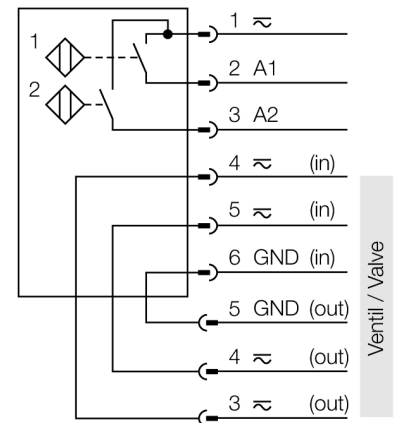 1 ≂
1
2 A1
2
3 A2
4 ≂ (in)
5 ≂ (in)
6 GND (in)
5 GND (out)
4 ≂ (out)
3 ≂ (out)
Ventil / Valve